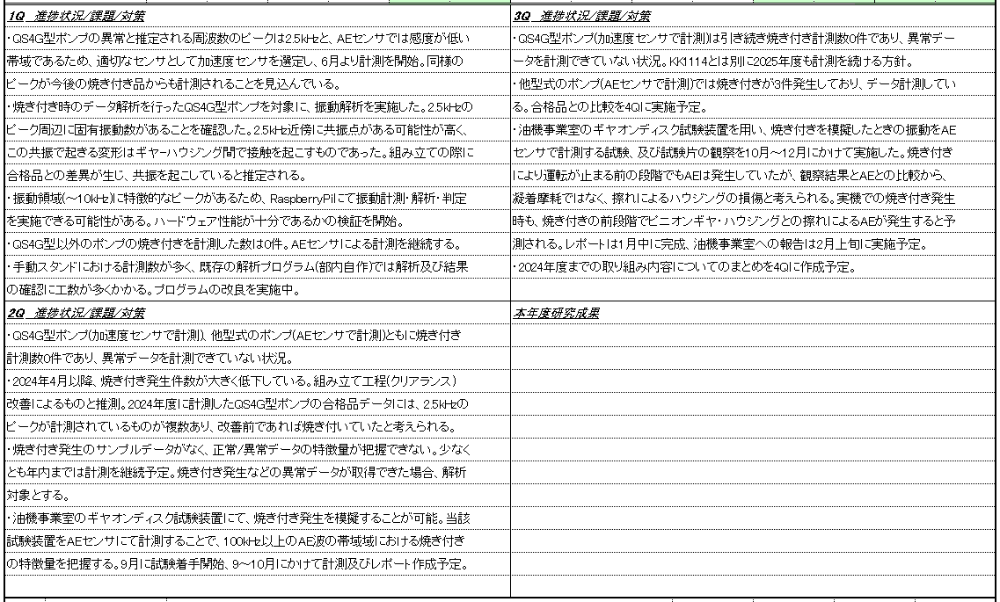 1Q　進捗状況/課題/対策
・QS4G型ポンプの異常と推定される周波数のピークは2.5kHzと、AEセンサでは感度が低い
帯域であるため、適切なセンサとして加速度センサを選定し、6月より計測を開始。同様の
ピークが今後の焼き付き品からも計測されることを見込んでいる。
・焼き付き時のデータ解析を行ったQS4G型ポンプを対象に、振動解析を実施した。2.5kHzの
ピーク周辺に固有振動数があることを確認した。2.5kHz近傍に共振点がある可能性が高く、
この共振で起きる変形はギヤーハウジング間で接触を起こすものであった。組み立ての際に
合格品との差異が生じ、共振を起こしていると推定される。
・振動領域(～10kHz)に特徴的なピークがあるため、RaspberryPiにて振動計測・解析・判定
を実施できる可能性がある。ハードウェア性能が十分であるかの検証を開始。
・QS4G型以外のポンプの焼き付きを計測した数は0件。AEセンサによる計測を継続する。
・手動スタンドにおける計測数が多く、既存の解析プログラム(部内自作)では解析及び結果
の確認に工数が多くかかる。プログラムの改良を実施中。
2Q　進捗状況/課題/対策
・QS4G型ポンプ(加速度センサで計測)、他型式のポンプ(AEセンサで計測)ともに焼き付き
計測数0件であり、異常データを計測できていない状況。
・2024年4月以降、焼き付き発生件数が大きく低下している。組み立て工程(クリアランス)
改善によるものと推測。2024年度に計測したQS4G型ポンプの合格品データには、2.5kHzの
ピークが計測されているものが複数あり、改善前であれば焼き付いていたと考えられる。
・焼き付き発生のサンプルデータがなく、正常/異常データの特徴量が把握できない。少なく
とも年内までは計測を継続予定。焼き付き発生などの異常データが取得できた場合、解析
対象とする。
・油機事業室のギヤオンディスク試験装置にて、焼き付き発生を模擬することが可能。当該
試験装置をAEセンサにて計測することで、100kHz以上のAE波の帯域域における焼き付き
の特徴量を把握する。9月に試験着手開始、9～10月にかけて計測及びレポート作成予定。
3Q　進捗状況/課題/対策
・QS4G型ポンプ(加速度センサで計測)は引き続き焼き付き計測数0件であり、異常デー
ータを計測できていない状況。KK1114とは別に2025年度も計測を続ける方針。
・他型式のポンプ(AEセンサで計測)では焼き付きが3件発生しており、データ計測してい
る。合格品との比較を4Qに実施予定。
・油機事業室のギヤオンディスク試験装置を用い、焼き付きを模擬したときの振動をAE
センサで計測する試験、及び試験片の観察を10月～12月にかけて実施した。焼き付き
により運転が止まる前の段階でもAEは発生していたが、観察結果とAEとの比較から、
凝着摩耗ではなく、擦れによるハウジングの損傷と考えられる。実機での焼き付き発生
時も、焼き付きの前段階でピニオンギヤ・ハウジングとの擦れによるAEが発生すると予
測される。レポートは1月中に完成、油機事業室への報告は2月上旬に実施予定。
・2024年度までの取り組み内容についてのまとめを4Qに作成予定。
本年度研究成果